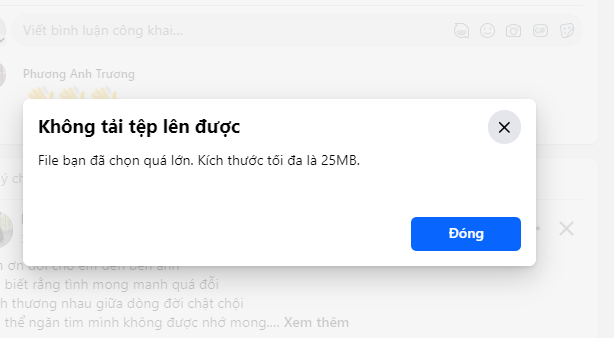 Viết bình luận công khai...
Phương Anh Trương
Không tải tệp lên được
File bạn đã chọn quá lớn. Kích thước tối đa là 25MB.
Đóng
biết rằng tình mong manh quá đỗi
thương nhau giữa dòng đời chật chội
thể ngăn tim mình không được nhớ mong.... Xem thêm